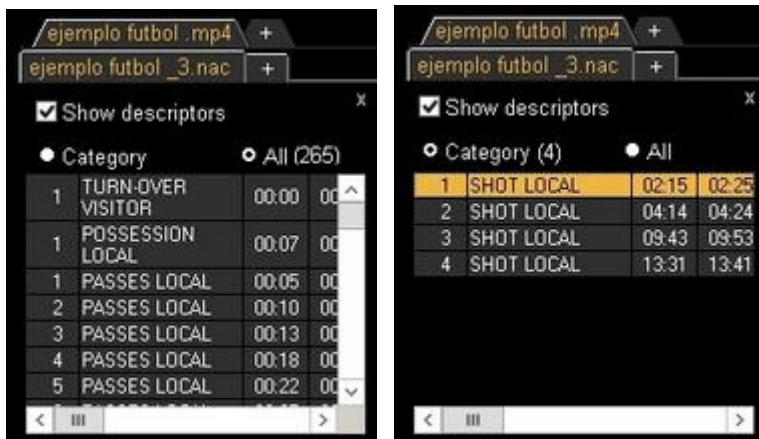 ejemplo futbol .mp4 +
ejemplo futbol _3.nac +
Show descriptors x
Category All (265)
1 TURN-OVER VISITOR 00:00
1 POSSESSION LOCAL 00:07
1 PASSES LOCAL 00:05
2 PASSES LOCAL 00:10
3 PASSES LOCAL 00:13
4 PASSES LOCAL 00:18
5 PASSES LOCAL 00:22
ejemplo futbol .mp4 +
ejemplo futbol _3.nac +
Show descriptors x
Category (4) All
1 SHOT LOCAL 02:15 02:25
2 SHOT LOCAL 04:14 04:24
3 SHOT LOCAL 09:43 09:53
4 SHOT LOCAL 13:31 13:41